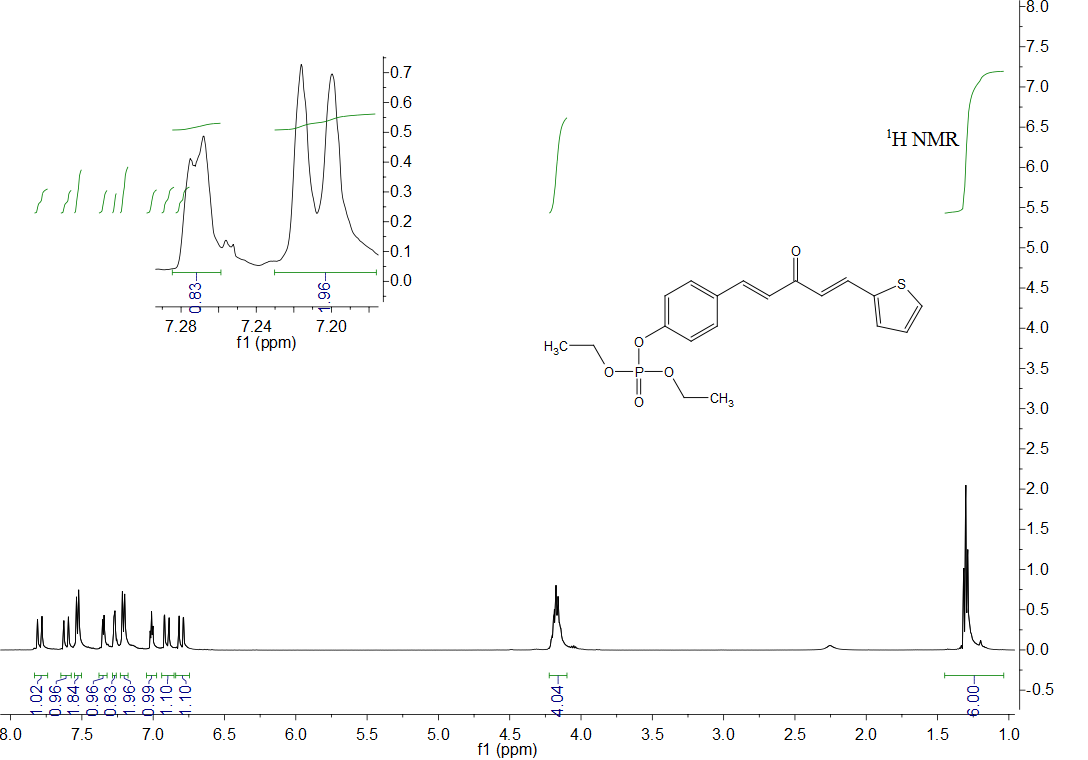 8.0
7.5
7.0
6.5
6.0
5.5
5.0
4.5
4.0
3.5
3.0
2.5
2.0
1.5
1.0
0.5
0.0
-0.5
0.7
0.6
0.5
0.4
0.3
0.2
0.1
0.0
0.83
1.96
7.28 7.24 7.20
f1 (ppm)
¹H NMR
O
S
H₃C
O
O P O
O
CH₃
1.02 0.96 1.84 0.96 0.83 1.96 0.99 1.10 1.10 4.04 6.00
8.0 7.5 7.0 6.5 6.0 5.5 5.0 4.5 4.0 3.5 3.0 2.5 2.0 1.5 1.0
f1 (ppm)